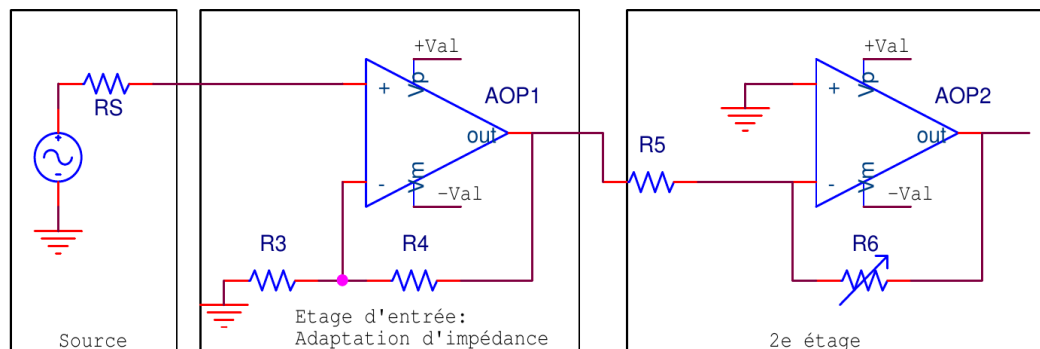 RS
Source
+
-
Vp
Vm
+Val
-Val
AOP1
out
R3
R4
Etage d'entrée:
Adaptation d'impédance
R5
+
-
Vp
Vm
+Val
-Val
AOP2
out
R6
2e étage